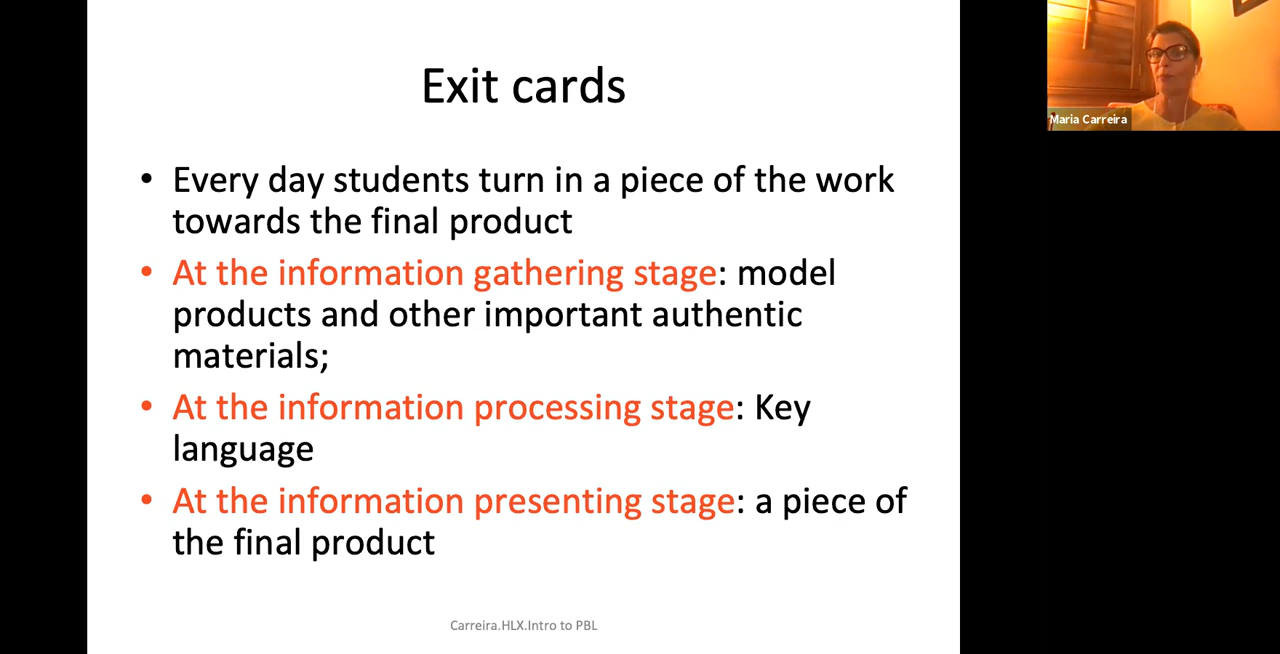 Exit cards
• Every day students turn in a piece of the work
towards the final product
• At the information gathering stage: model
products and other important authentic
materials;
• At the information processing stage: Key
language
• At the information presenting stage: a piece of
the final product
Carreira.HLX.Intro to PBL
Maria Carreira